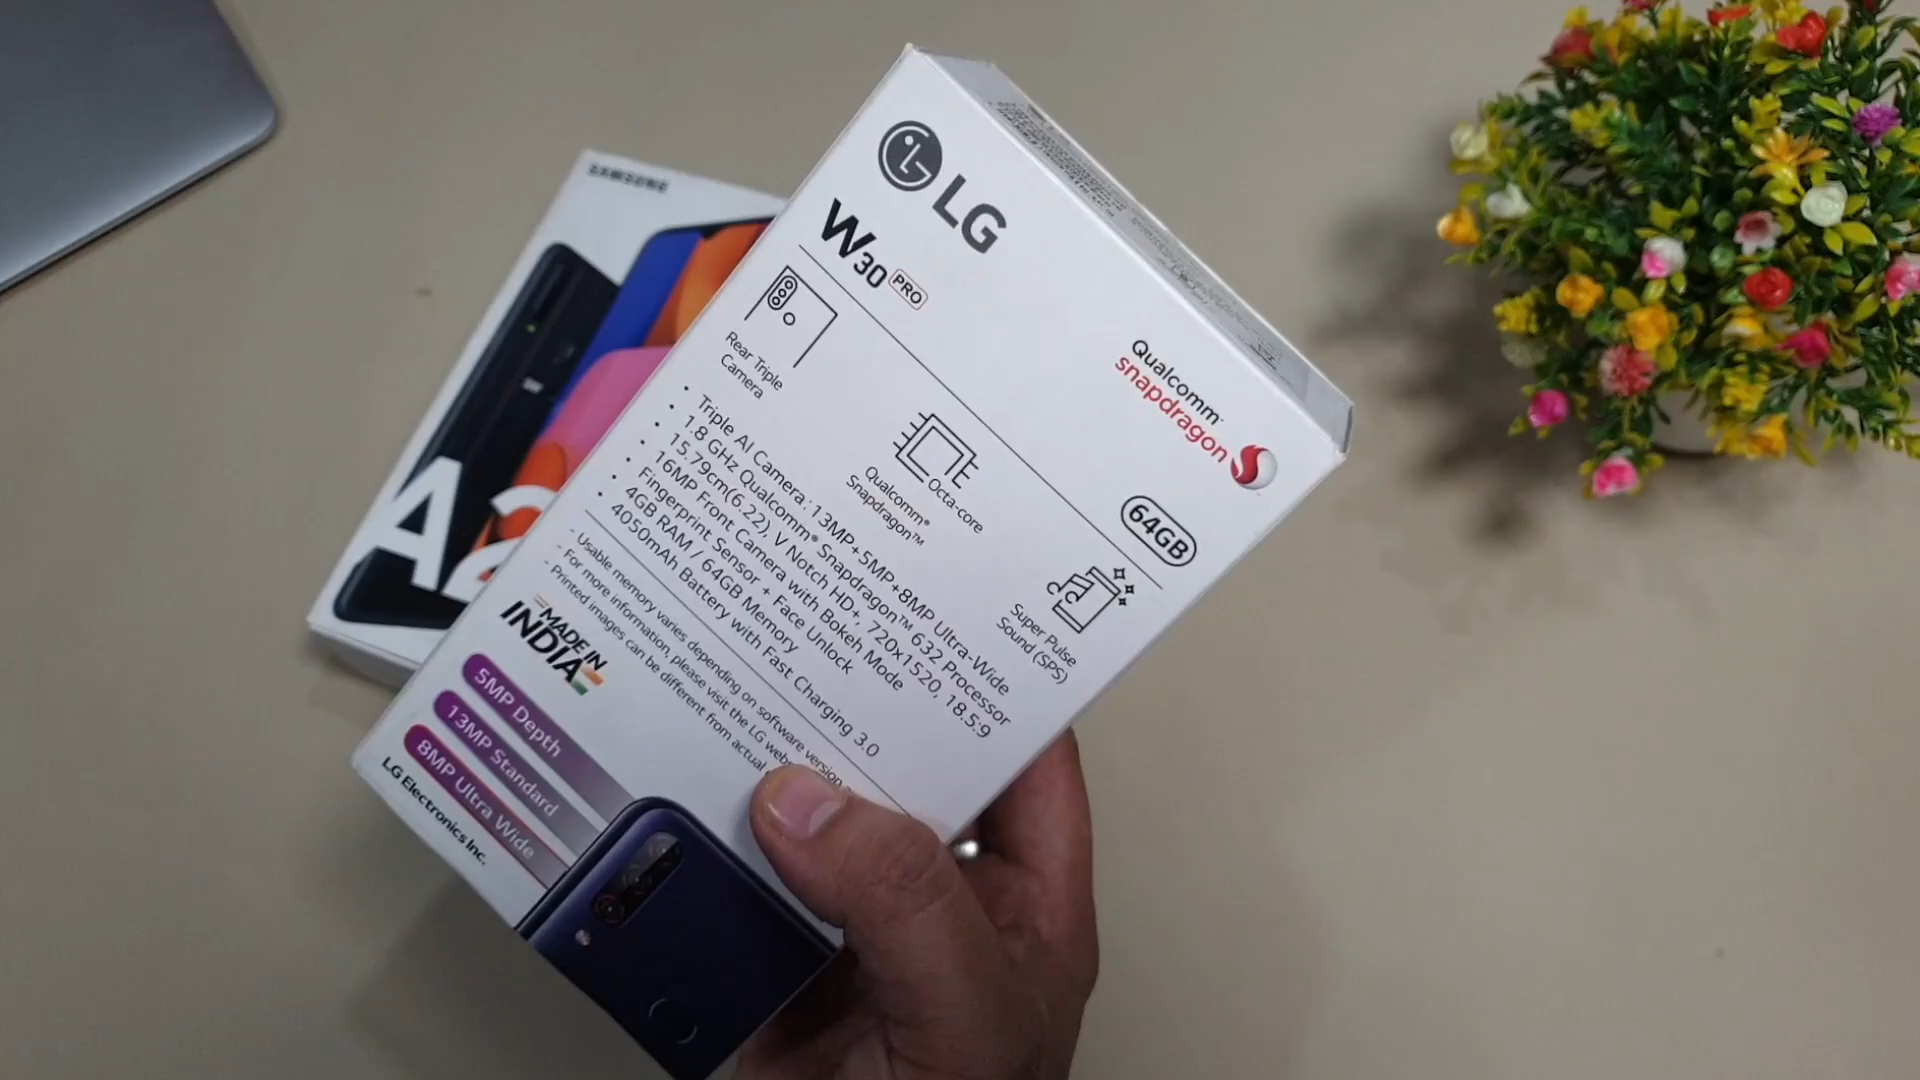 SAMSUNG
A2
LG
W30 PRO
Qualcomm
snapdragon
64GB
Rear Triple
Camera
Octa-core
Qualcomm®
Snapdragon™
Super Pulse
Sound (SPS)
• Triple AI Camera : 13MP+5MP+8MP Ultra-Wide
• 1.8 GHz Qualcomm® Snapdragon™ 632 Processor
• 15.79cm(6.22), V Notch HD+, 720x1520, 18.5:9
• 16MP Front Camera with Bokeh Mode
• Fingerprint Sensor + Face Unlock
• 4GB RAM / 64GB Memory
• 4050mAh Battery with Fast Charging 3.0
- Usable memory varies depending on software version
- For more information, please visit the LG web
- Printed images can be different from actual
MADE IN
INDIA
5MP Depth
13MP Standard
8MP Ultra Wide
LG Electronics Inc.